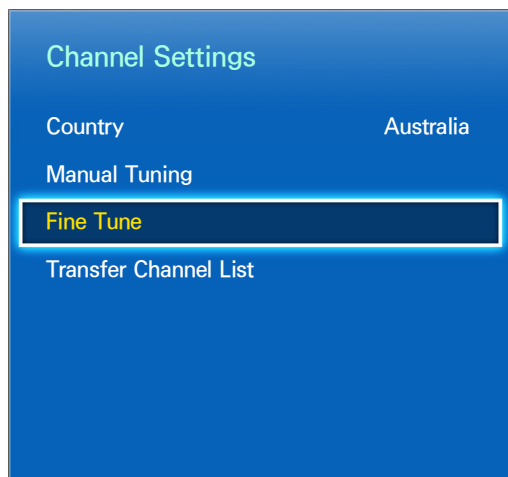 Channel Settings
Country Australia
Manual Tuning
Fine Tune
Transfer Channel List